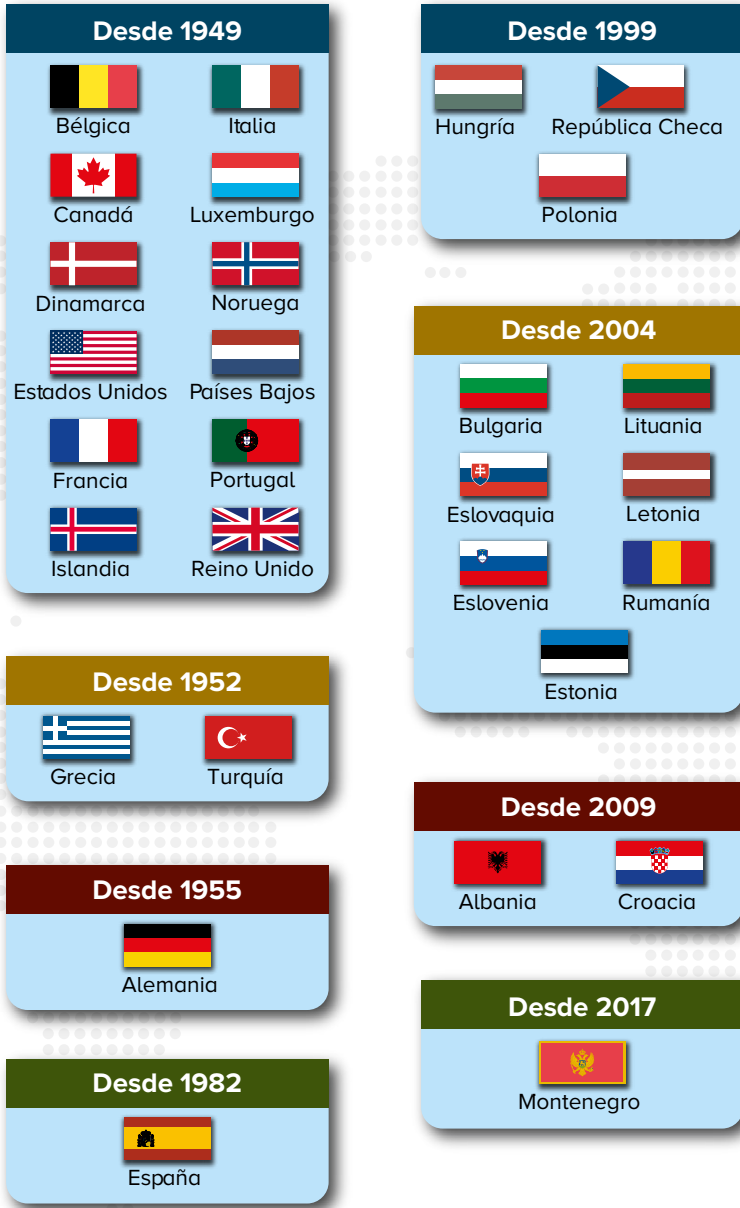 Desde 1949
Bélgica
Italia
Canadá
Luxemburgo
Dinamarca
Noruega
Estados Unidos
Países Bajos
Francia
Portugal
Islandia
Reino Unido
Desde 1952
Grecia
Turquía
Desde 1955
Alemania
Desde 1982
España
Desde 1999
Hungría
República Checa
Polonia
Desde 2004
Bulgaria
Lituania
Eslovaquia
Letonia
Eslovenia
Rumanía
Estonia
Desde 2009
Albania
Croacia
Desde 2017
Montenegro